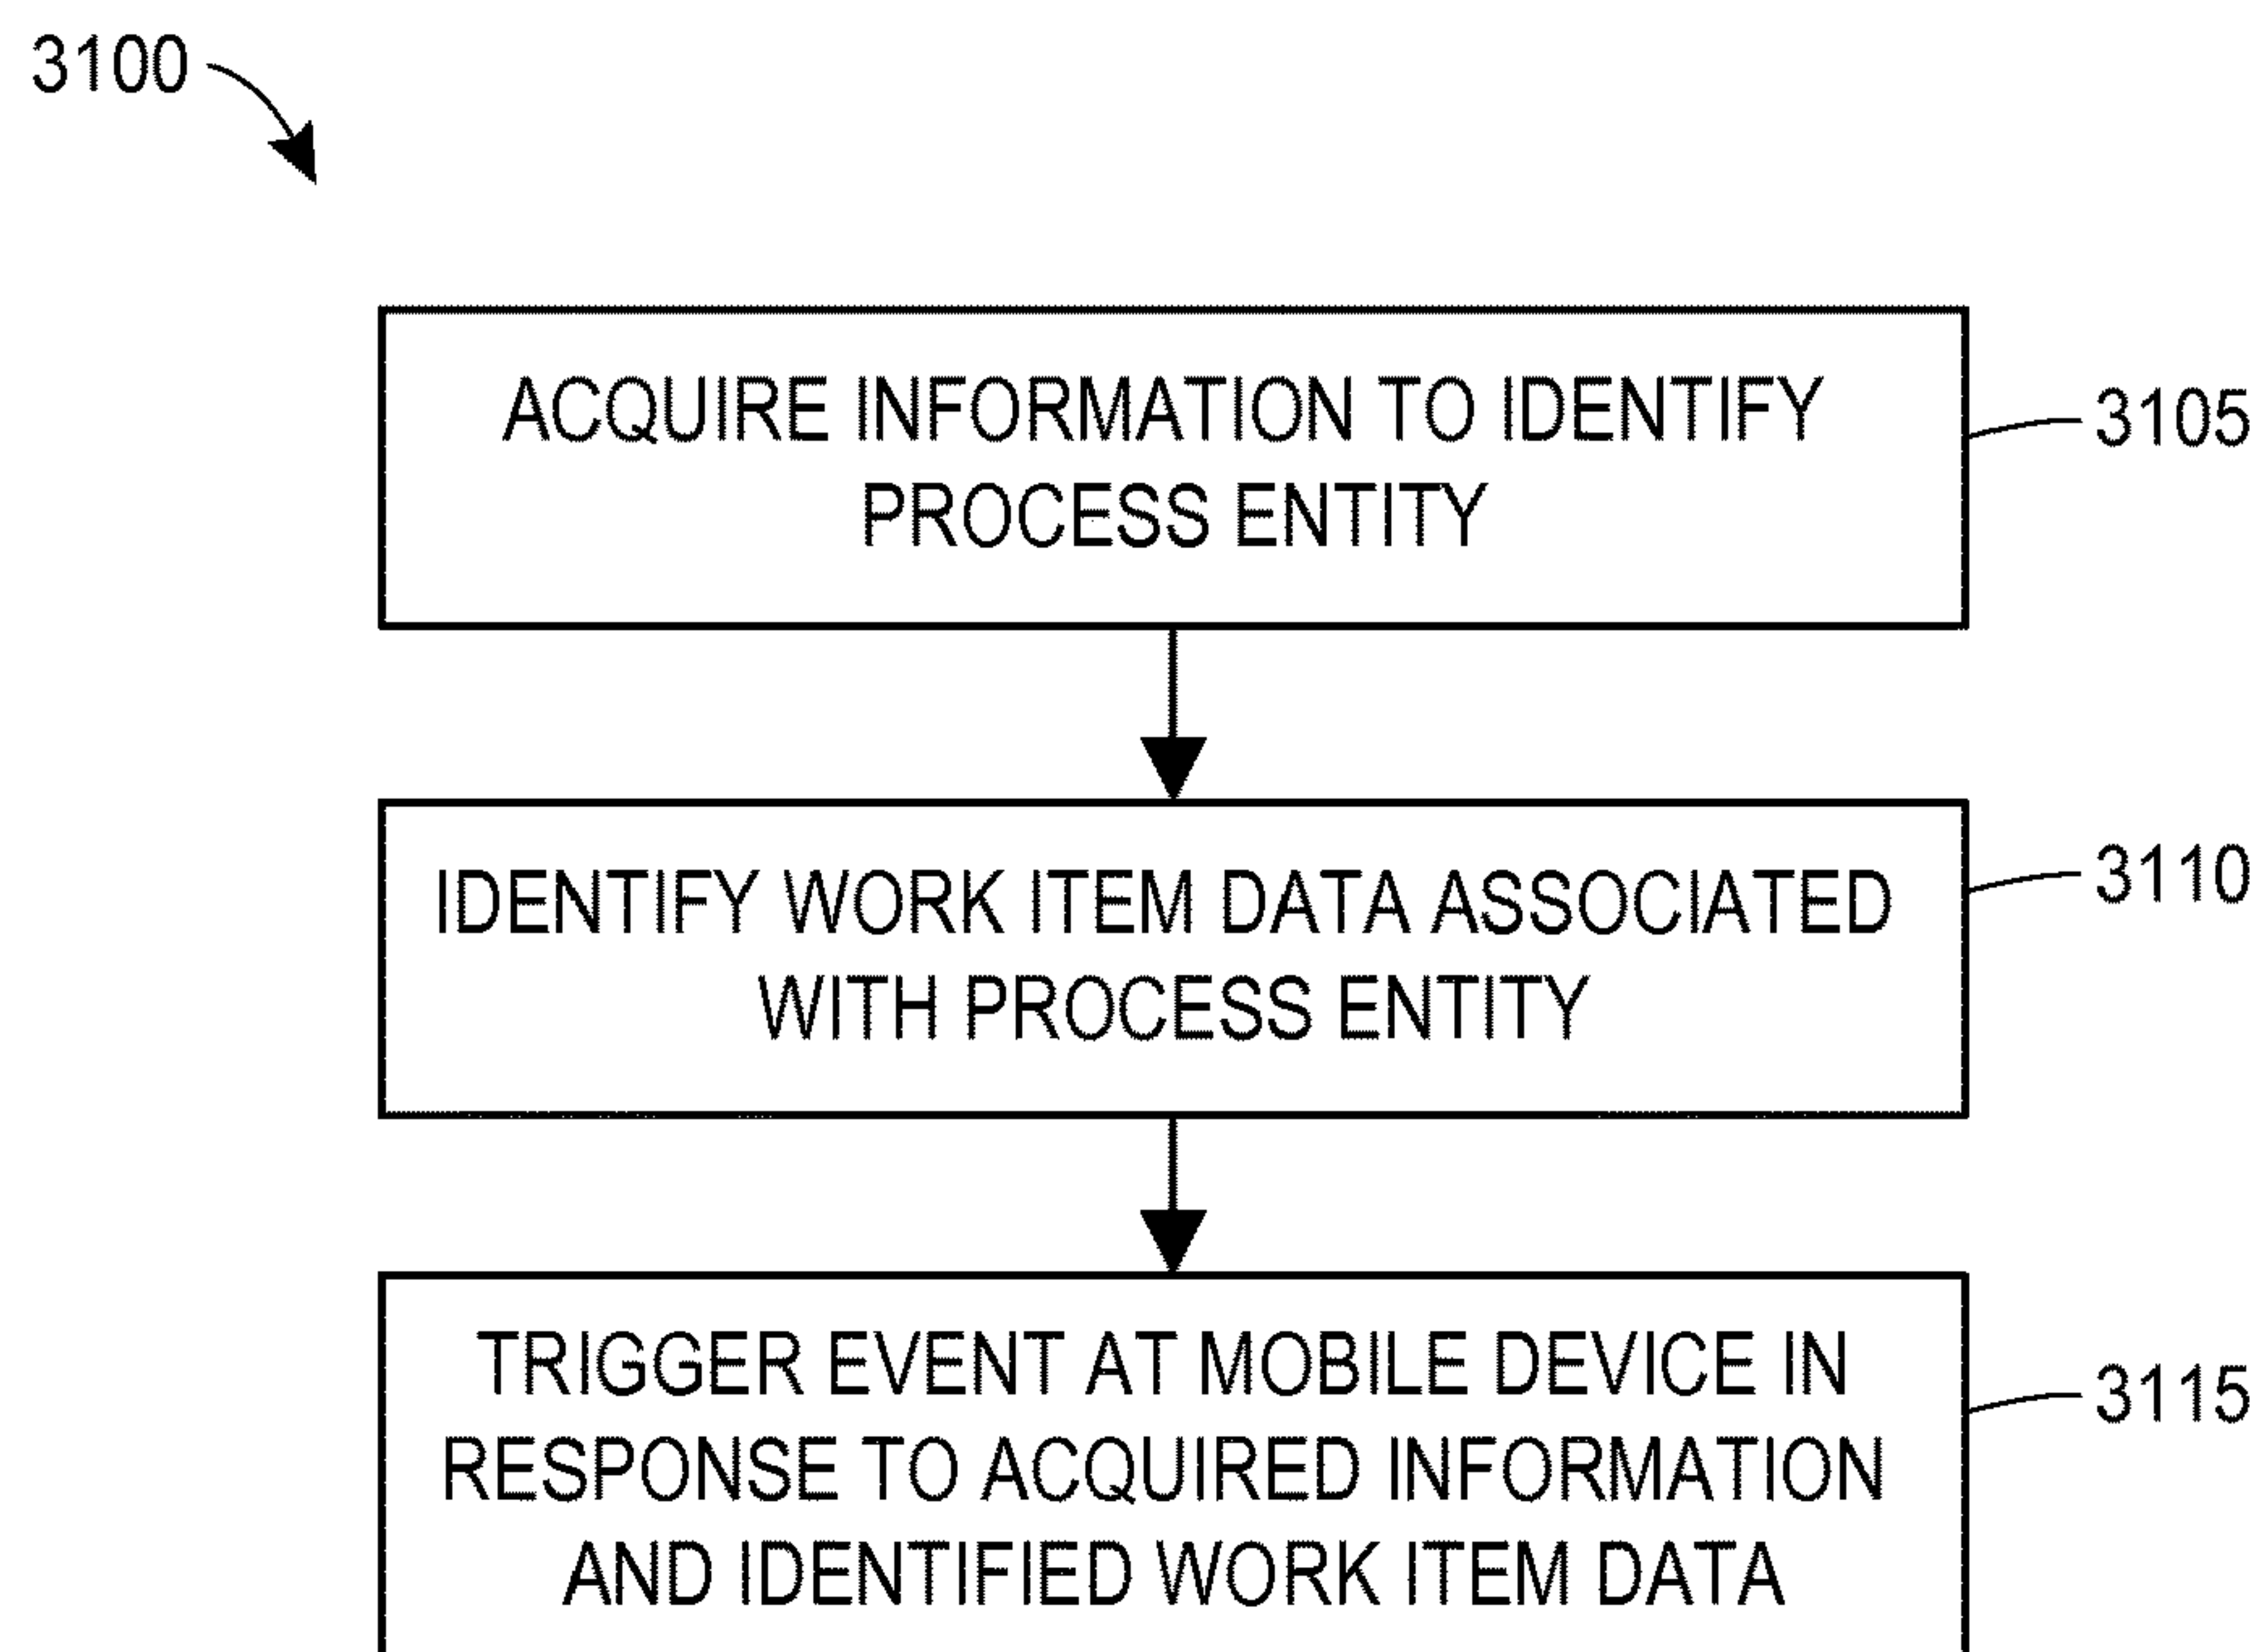 3100
ACQUIRE INFORMATION TO IDENTIFY
PROCESS ENTITY
3105
IDENTIFY WORK ITEM DATA ASSOCIATED
WITH PROCESS ENTITY
3110
TRIGGER EVENT AT MOBILE DEVICE IN
RESPONSE TO ACQUIRED INFORMATION
AND IDENTIFIED WORK ITEM DATA
3115